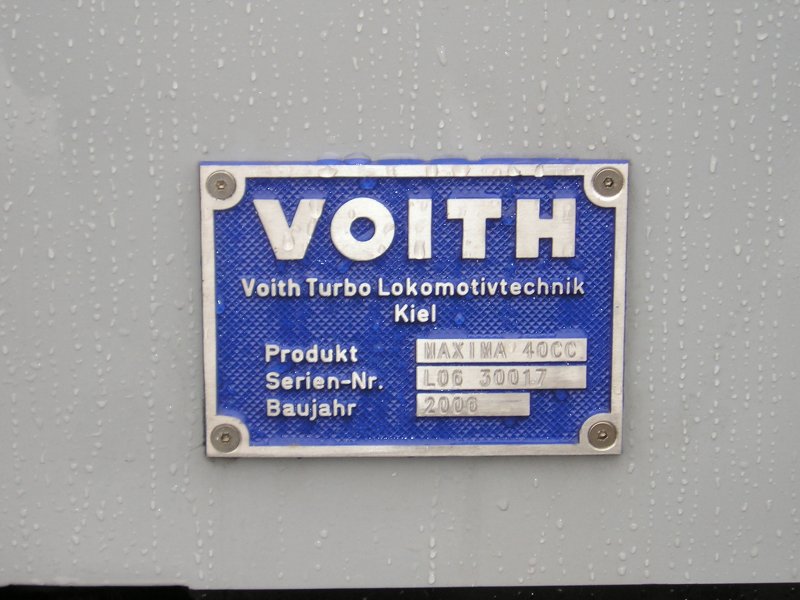 VOITH
Voith Turbo Lokomotivtechnik
Kiel
Produkt MAXIMA 40CC
Serien-Nr. L06 30017
Baujahr 2006